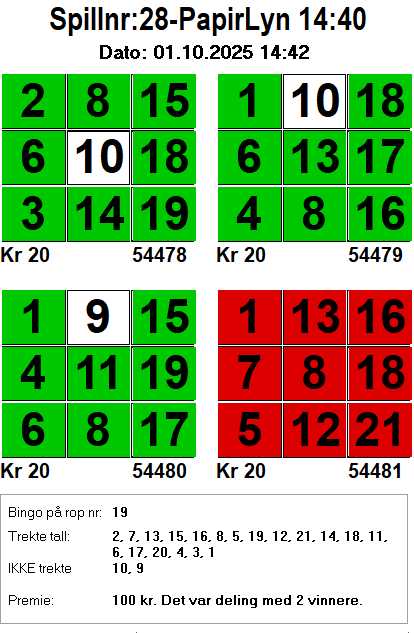 Spillnr:28-PapirLyn 14:40
Dato: 01.10.2025 14:42
2 8 15
6 10 18
3 14 19
Kr 20 54478
1 10 18
6 13 17
4 8 16
Kr 20 54479
1 9 15
4 11 19
6 8 17
Kr 20 54480
1 13 16
7 8 18
5 12 21
Kr 20 54481
Bingo på rop nr: 19
Trekte tall: 2, 7, 13, 15, 16, 8, 5, 19, 12, 21, 14, 18, 11,
6, 17, 20, 4, 3, 1
IKKE trekte 10, 9
Premie: 100 kr. Det var deling med 2 vinnere.